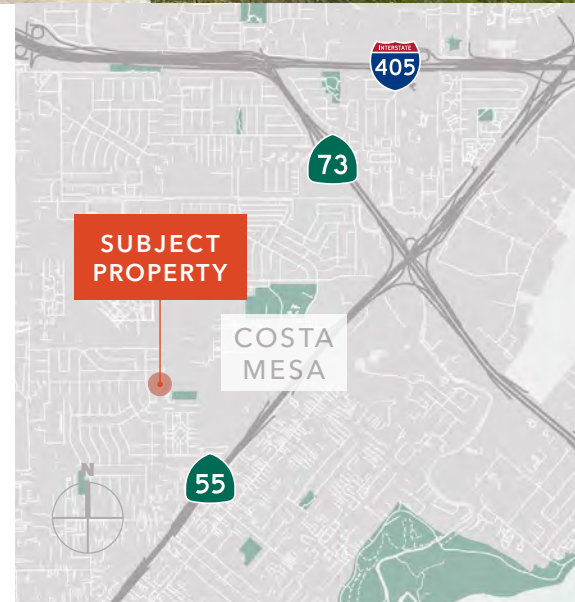 INTERSTATE
405
73
SUBJECT
PROPERTY
COSTA
MESA
55
N